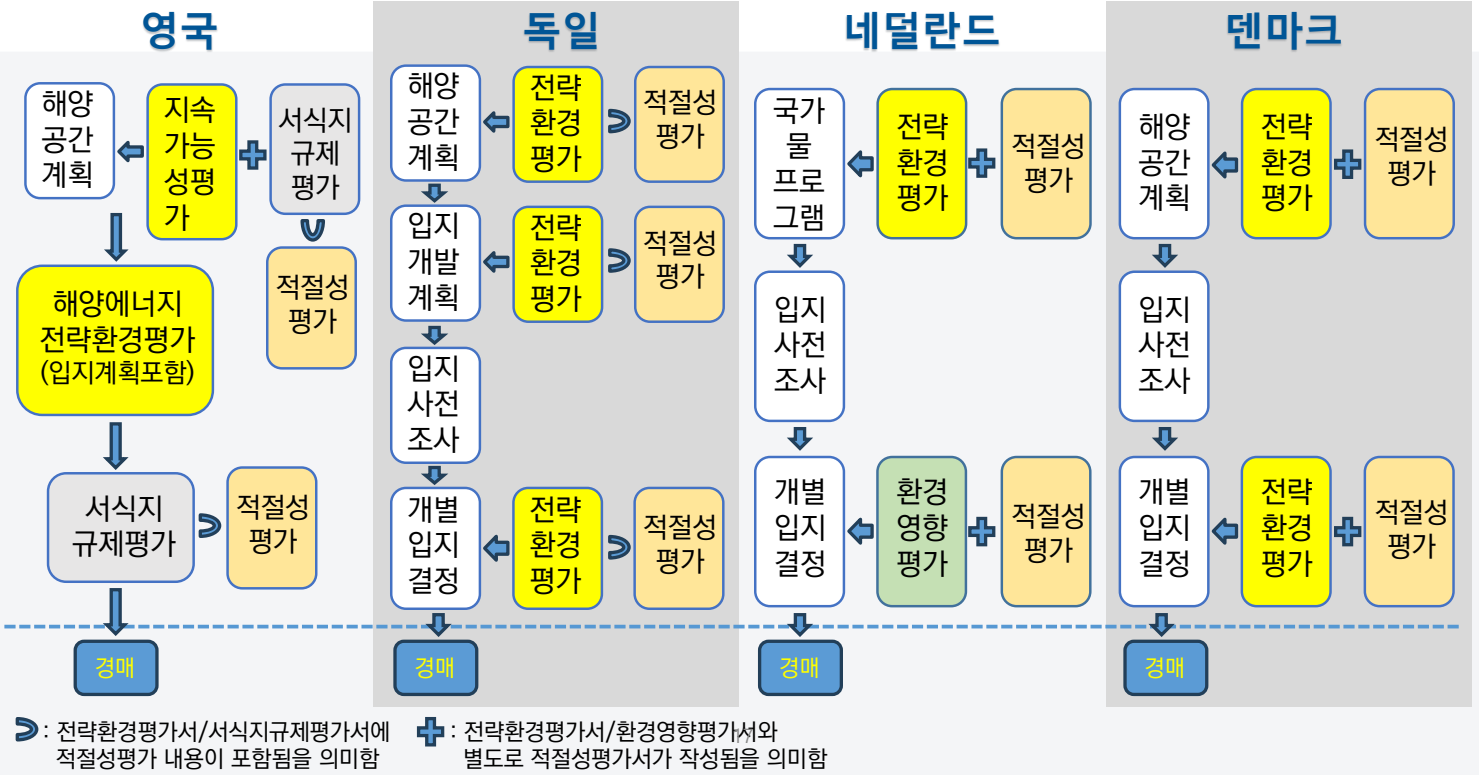 영국
해양
공간
계획
지속
가능
성평
가
서식지
규제
평가
적절성
평가
해양에너지
전략환경평가
(입지계획포함)
서식지
규제평가
적절성
평가
경매
독일
해양
공간
계획
전략
환경
평가
적절성
평가
입지
개발
계획
전략
환경
평가
적절성
평가
입지
사전
조사
개별
입지
결정
전략
환경
평가
적절성
평가
경매
네덜란드
국가
물
프로
그램
전략
환경
평가
적절성
평가
입지
사전
조사
개별
입지
결정
환경
영향
평가
적절성
평가
경매
덴마크
해양
공간
계획
전략
환경
평가
적절성
평가
입지
사전
조사
개별
입지
결정
전략
환경
평가
적절성
평가
경매
: 전략환경평가서/서식지규제평가서에
적절성평가 내용이 포함됨을 의미함
: 전략환경평가서/환경영향평가서와
별도로 적절성평가서가 작성됨을 의미함
17